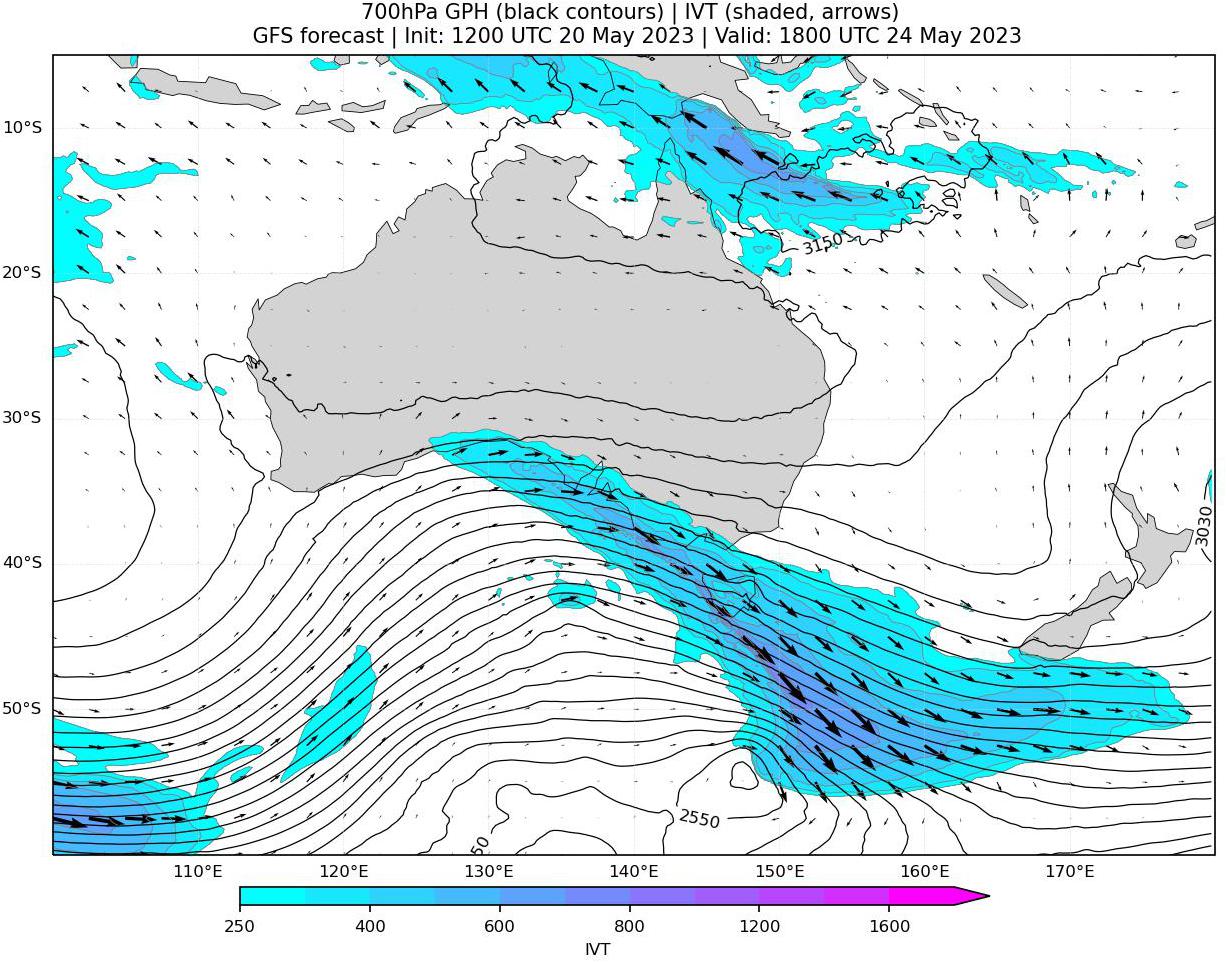 700hPa GPH (black contours) | IVT (shaded, arrows)
GFS forecast | Init: 1200 UTC 20 May 2023 | Valid: 1800 UTC 24 May 2023
10°S
3150
20°S
30°S
3030
40°S
50°S
2550
50
110°E 120°E 130°E 140°E 150°E 160°E 170°E
250 400 600 800 1200 1600
IVT